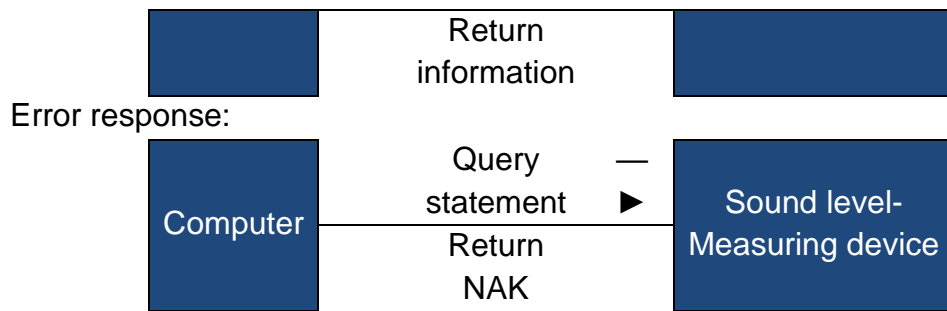 Return
information
Error response:
Query —
statement ►
Computer
Return
NAK
Sound level-
Measuring device